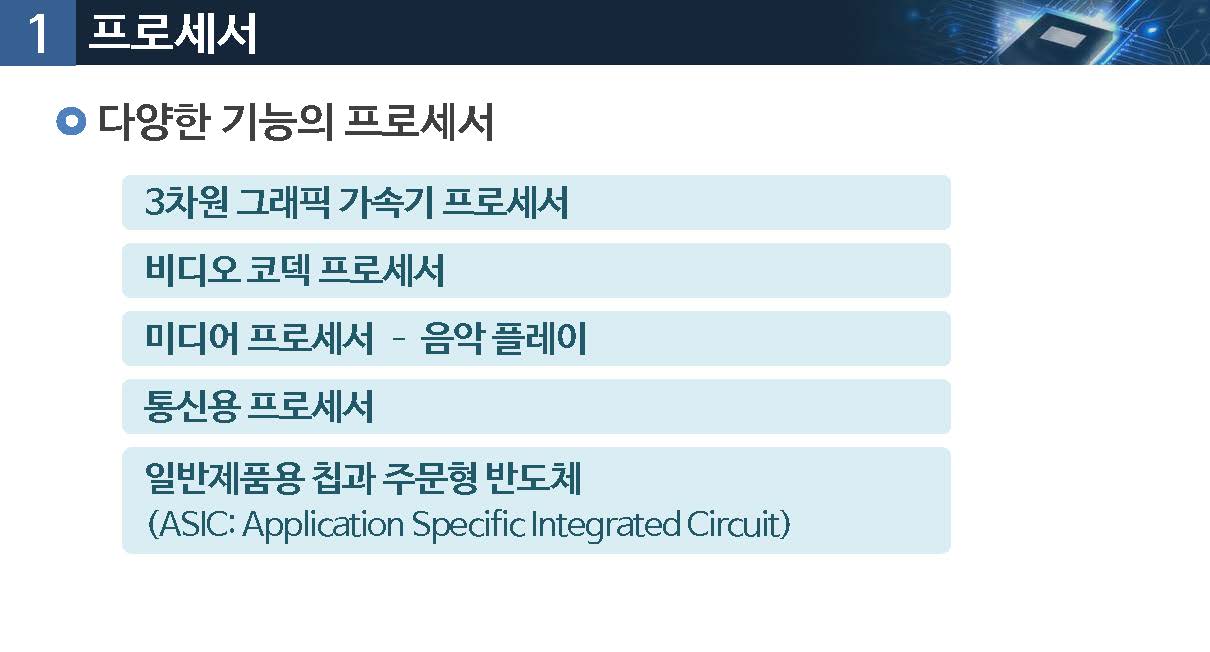 1 프로세서
다양한 기능의 프로세서
3차원 그래픽 가속기 프로세서
비디오 코덱 프로세서
미디어 프로세서 - 음악 플레이
통신용 프로세서
일반제품용 칩과 주문형 반도체
(ASIC: Application Specific Integrated Circuit)